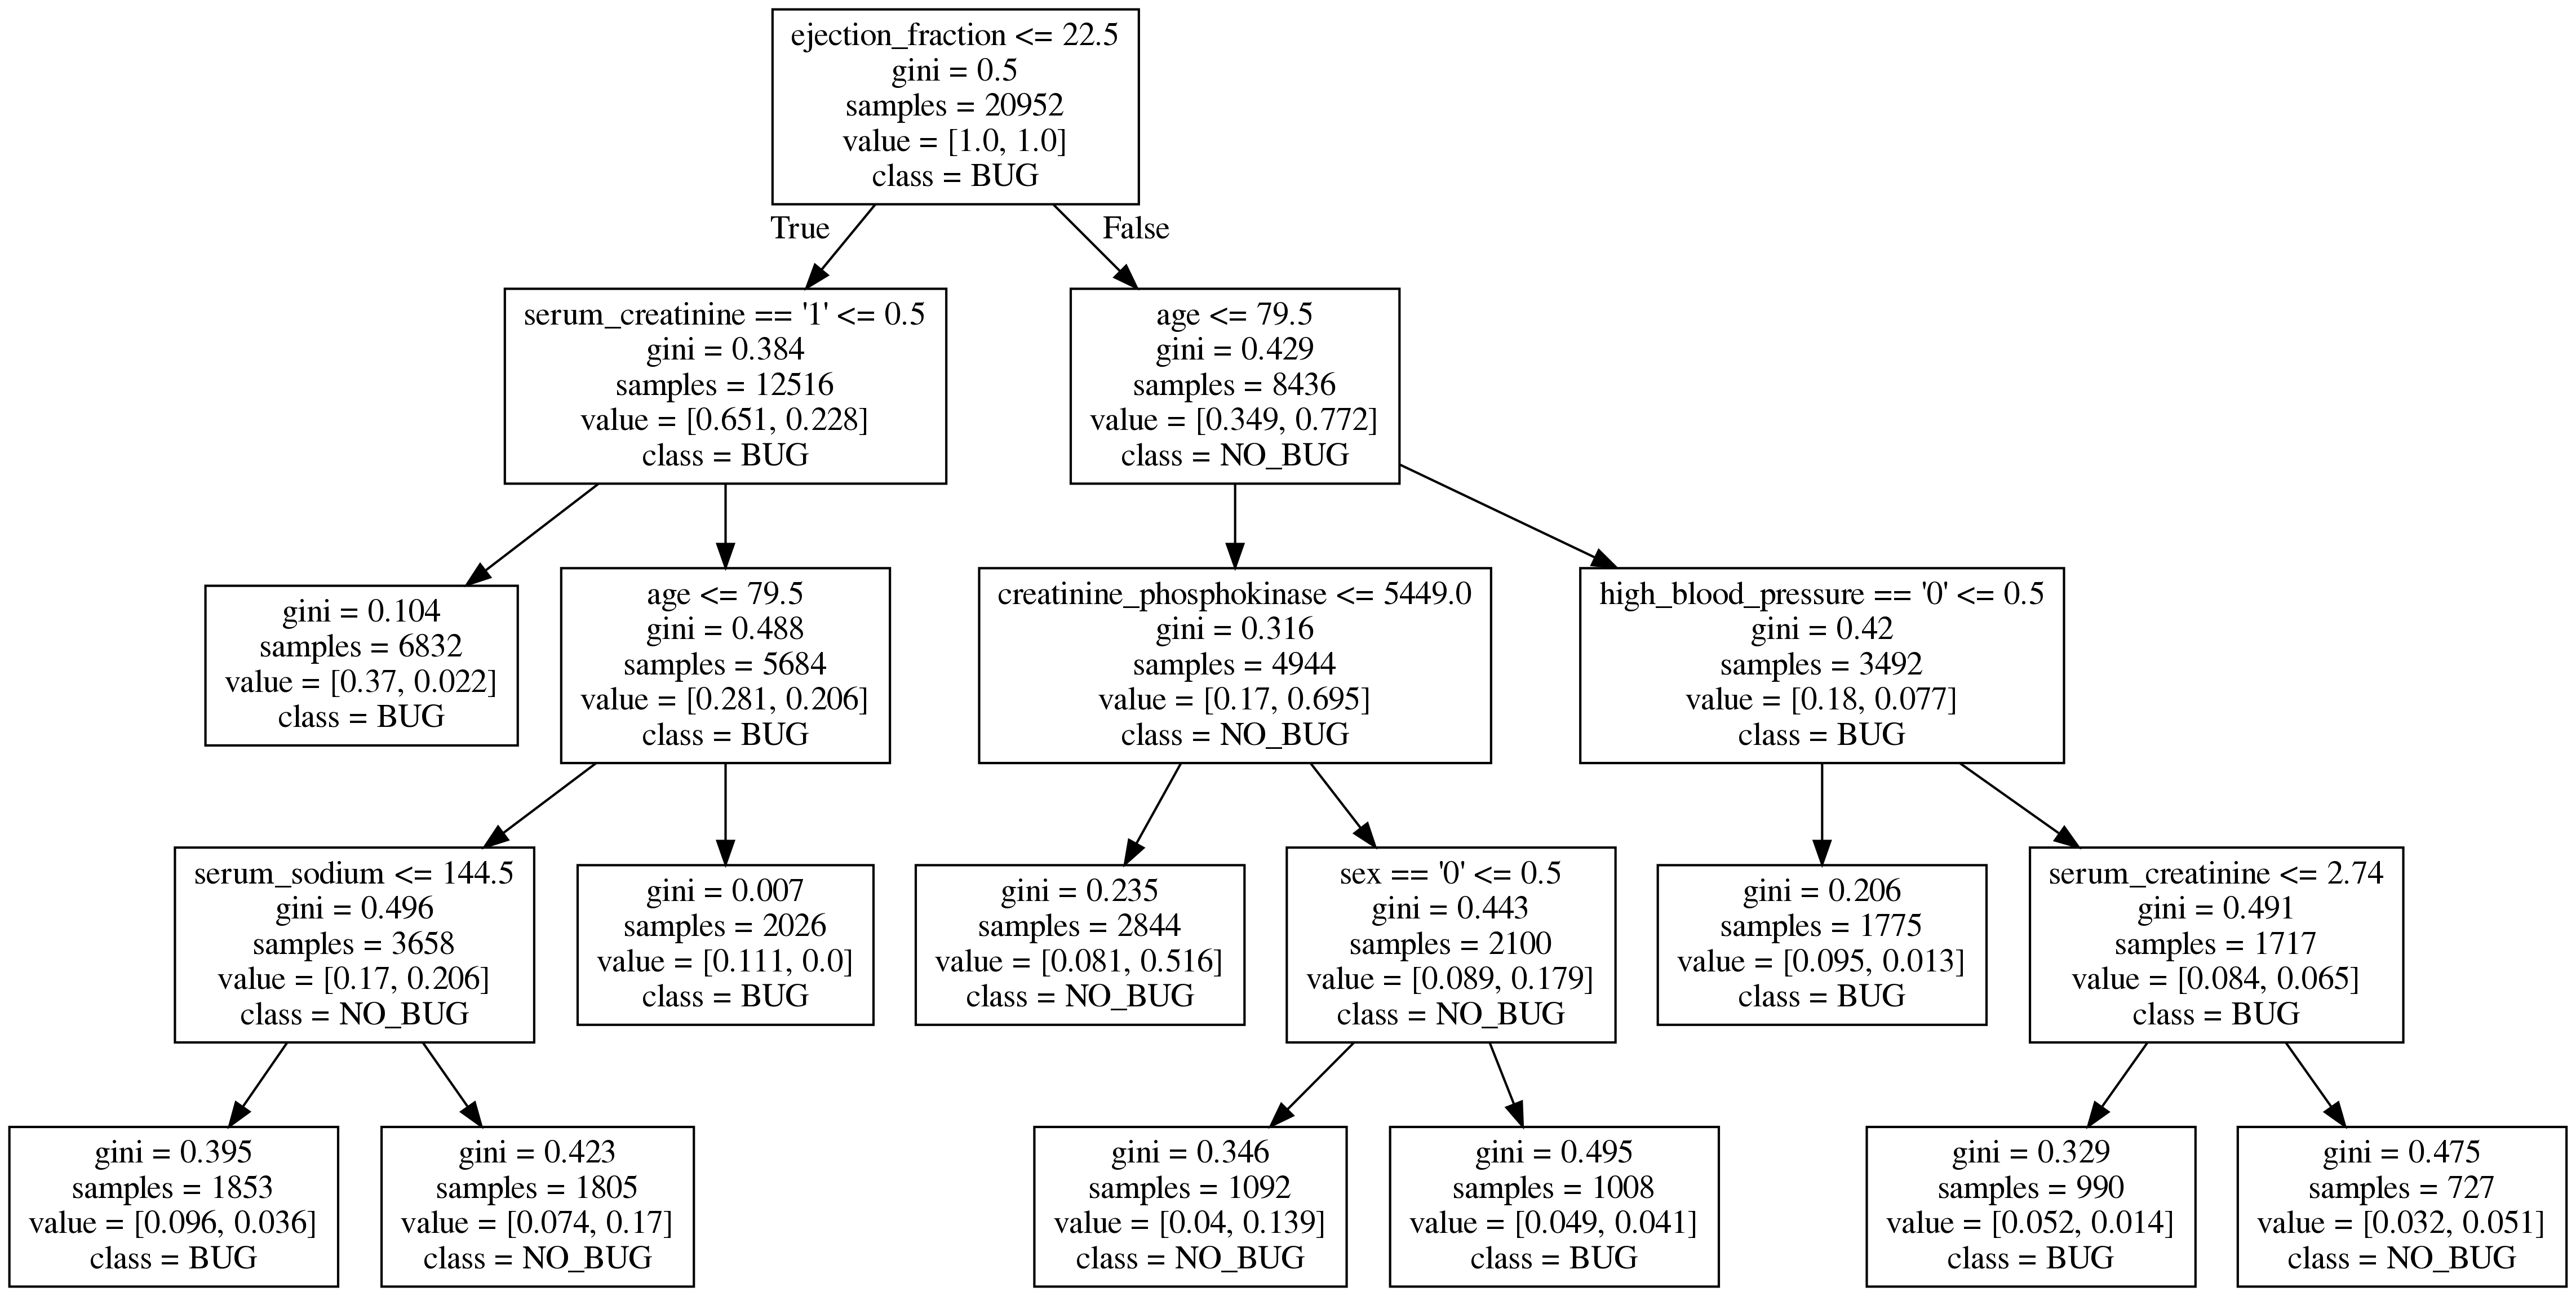 ejection_fraction <= 22.5
gini = 0.5
samples = 20952
value = [1.0, 1.0]
class = BUG
True
False
serum_creatinine == '1' <= 0.5
gini = 0.384
samples = 12516
value = [0.651, 0.228]
class = BUG
age <= 79.5
gini = 0.429
samples = 8436
value = [0.349, 0.772]
class = NO_BUG
gini = 0.104
samples = 6832
value = [0.37, 0.022]
class = BUG
age <= 79.5
gini = 0.488
samples = 5684
value = [0.281, 0.206]
class = BUG
creatinine_phosphokinase <= 5449.0
gini = 0.316
samples = 4944
value = [0.17, 0.695]
class = NO_BUG
high_blood_pressure == '0' <= 0.5
gini = 0.42
samples = 3492
value = [0.18, 0.077]
class = BUG
serum_sodium <= 144.5
gini = 0.496
samples = 3658
value = [0.17, 0.206]
class = NO_BUG
gini = 0.007
samples = 2026
value = [0.111, 0.0]
class = BUG
gini = 0.235
samples = 2844
value = [0.081, 0.516]
class = NO_BUG
sex == '0' <= 0.5
gini = 0.443
samples = 2100
value = [0.089, 0.179]
class = NO_BUG
gini = 0.206
samples = 1775
value = [0.095, 0.013]
class = BUG
serum_creatinine <= 2.74
gini = 0.491
samples = 1717
value = [0.084, 0.065]
class = BUG
gini = 0.395
samples = 1853
value = [0.096, 0.036]
class = BUG
gini = 0.423
samples = 1805
value = [0.074, 0.17]
class = NO_BUG
gini = 0.346
samples = 1092
value = [0.04, 0.139]
class = NO_BUG
gini = 0.495
samples = 1008
value = [0.049, 0.041]
class = BUG
gini = 0.329
samples = 990
value = [0.052, 0.014]
class = BUG
gini = 0.475
samples = 727
value = [0.032, 0.051]
class = NO_BUG